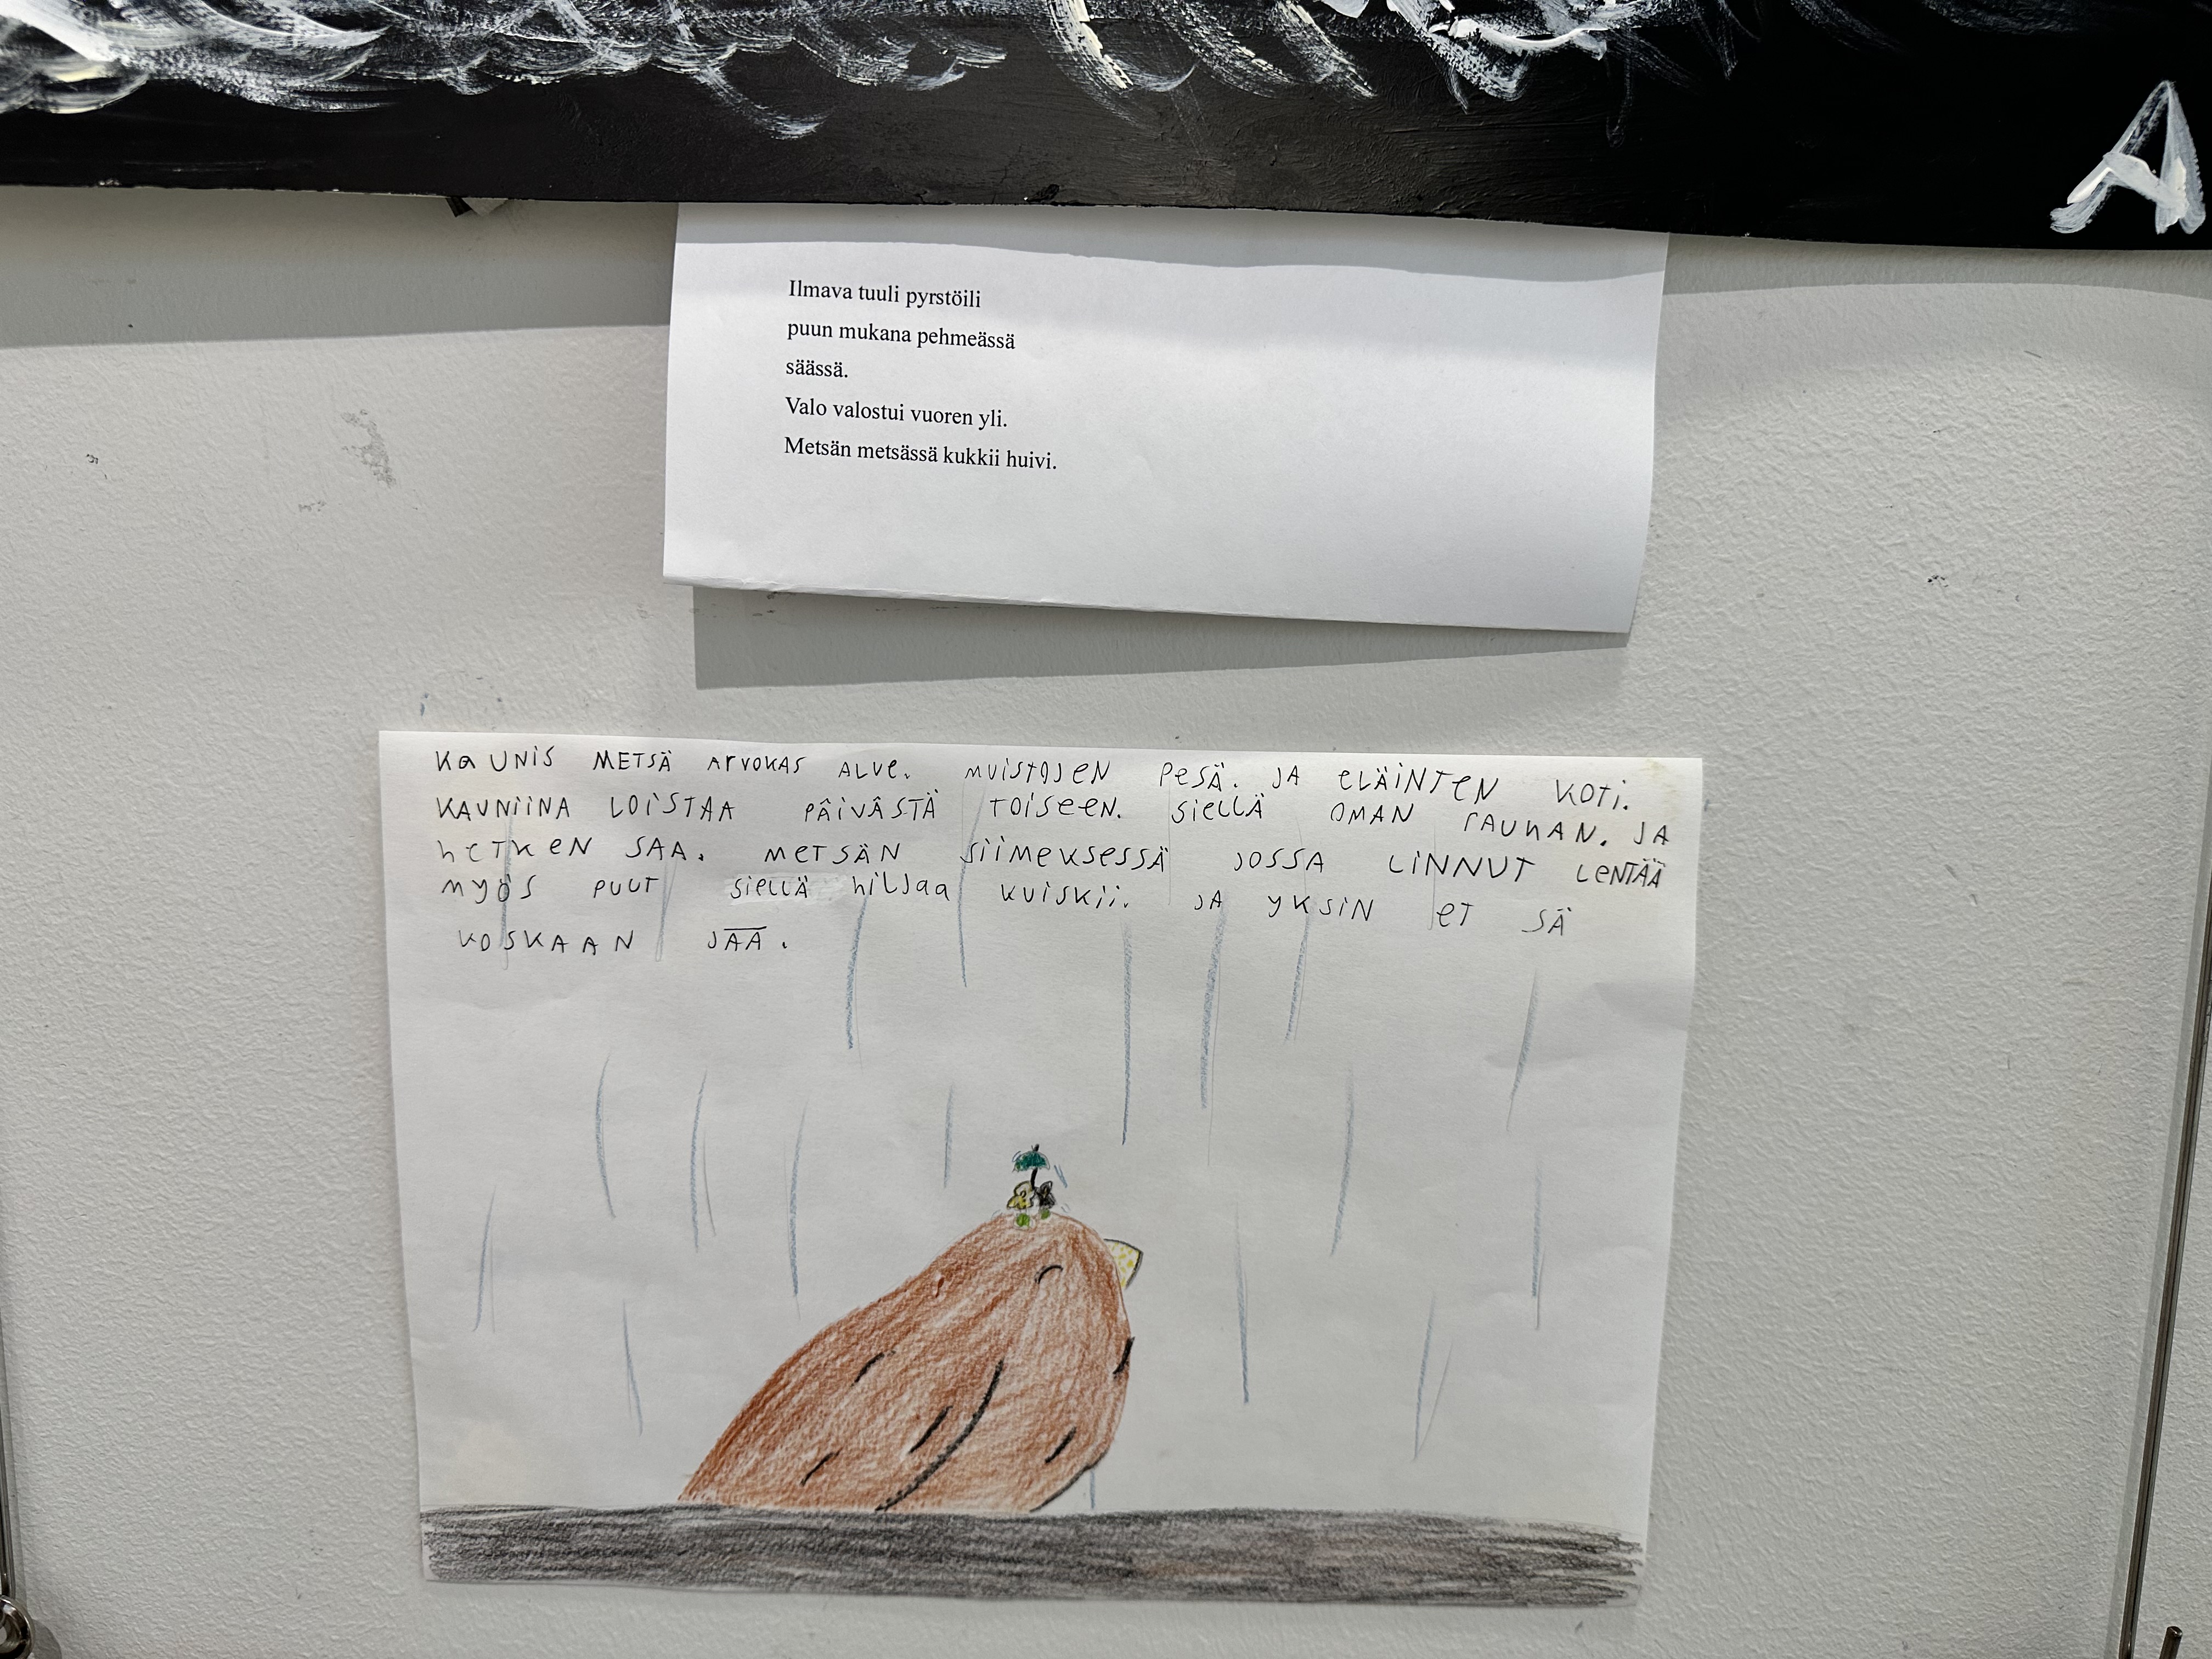 A
Ilmava tuuli pyrstöili
puun mukana pehmeässä
säässä.
Valo valostui vuoren yli.
Metsän metsässä kukkii huivi.
KaUNiS METSÄ ArVOKAS ALVe. MUiSTOJEN PeSÄ. JA eLÄiNTeN KOTi.
KAUNiiNA LOiSTAA PÄiVÄSTÄ TOiSeeN. SieLLÄ OMAN rAUhAN. JA
heTKeN SAA. MeTSÄN SiiMeKSeSSÄ JOSSA LiNNUT LeNTÄÄ
MYÖS PUUT SieLLÄ hiLJaa KUiSKii. JA YKSiN eT SÄ
KOSKAAN JÄÄ.